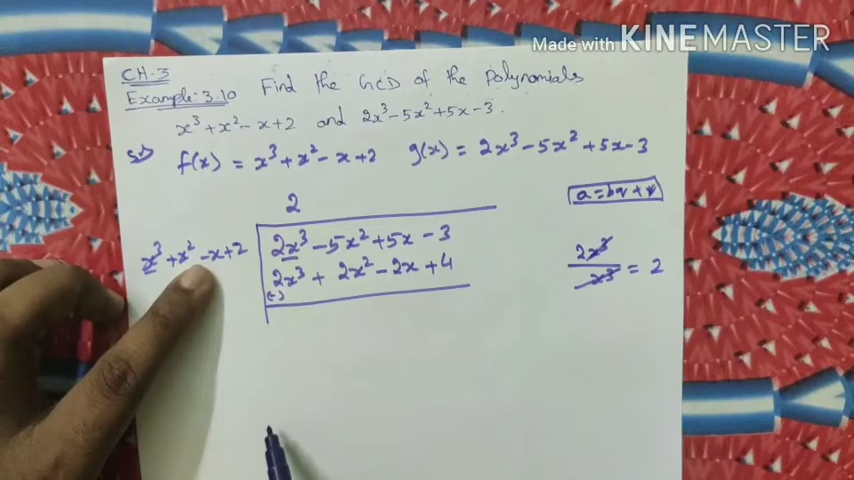 Made with KINEMASTER
CH-3
Example: 3.10 Find the GCD of the Polynomials
x³ + x² - x + 2 and 2x³ - 5x² + 5x - 3.
Sol
f(x) = x³ + x² - x + 2 g(x) = 2x³ - 5x² + 5x - 3
a = bq + r
2
x³ + x² - x + 2 2x³ - 5x² + 5x - 3
2x³ + 2x² - 2x + 4
(-)
2x³
x³ = 2